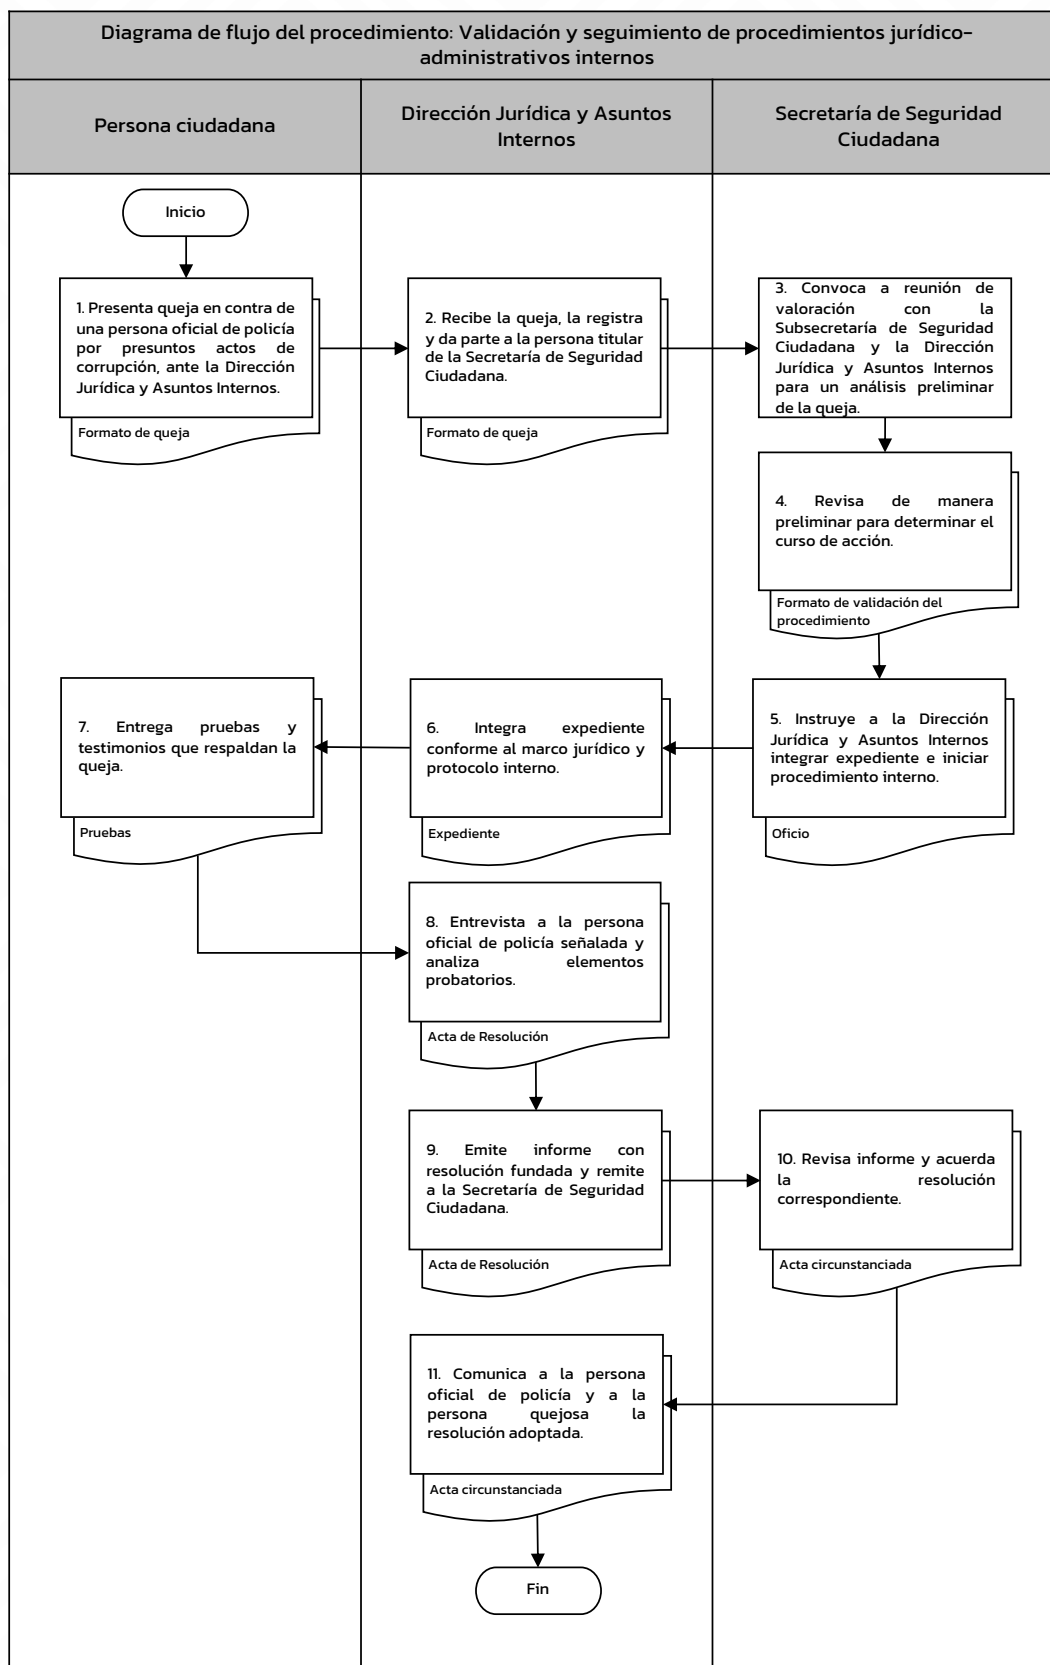 Diagrama de flujo del procedimiento: Validación y seguimiento de procedimientos jurídico-
administrativos internos
Persona ciudadana
Dirección Jurídica y Asuntos
Internos
Secretaría de Seguridad
Ciudadana
Inicio
1. Presenta queja en contra de
una persona oficial de policía
por presuntos actos de
corrupción, ante la Dirección
Jurídica y Asuntos Internos.
Formato de queja
2. Recibe la queja, la registra
y da parte a la persona titular
de la Secretaría de Seguridad
Ciudadana.
Formato de queja
3. Convoca a reunión de
valoración con la
Subsecretaría de Seguridad
Ciudadana y la Dirección
Jurídica y Asuntos Internos
para un análisis preliminar
de la queja.
4. Revisa de manera
preliminar para determinar el
curso de acción.
Formato de validación del
procedimiento
5. Instruye a la Dirección
Jurídica y Asuntos Internos
integrar expediente e iniciar
procedimiento interno.
Oficio
6. Integra expediente
conforme al marco jurídico y
protocolo interno.
Expediente
7. Entrega pruebas y
testimonios que respaldan la
queja.
Pruebas
8. Entrevista a la persona
oficial de policía señalada y
analiza elementos
probatorios.
Acta de Resolución
9. Emite informe con
resolución fundada y remite
a la Secretaría de Seguridad
Ciudadana.
Acta de Resolución
10. Revisa informe y acuerda
la resolución
correspondiente.
Acta circunstanciada
11. Comunica a la persona
oficial de policía y a la
persona quejosa la
resolución adoptada.
Acta circunstanciada
Fin